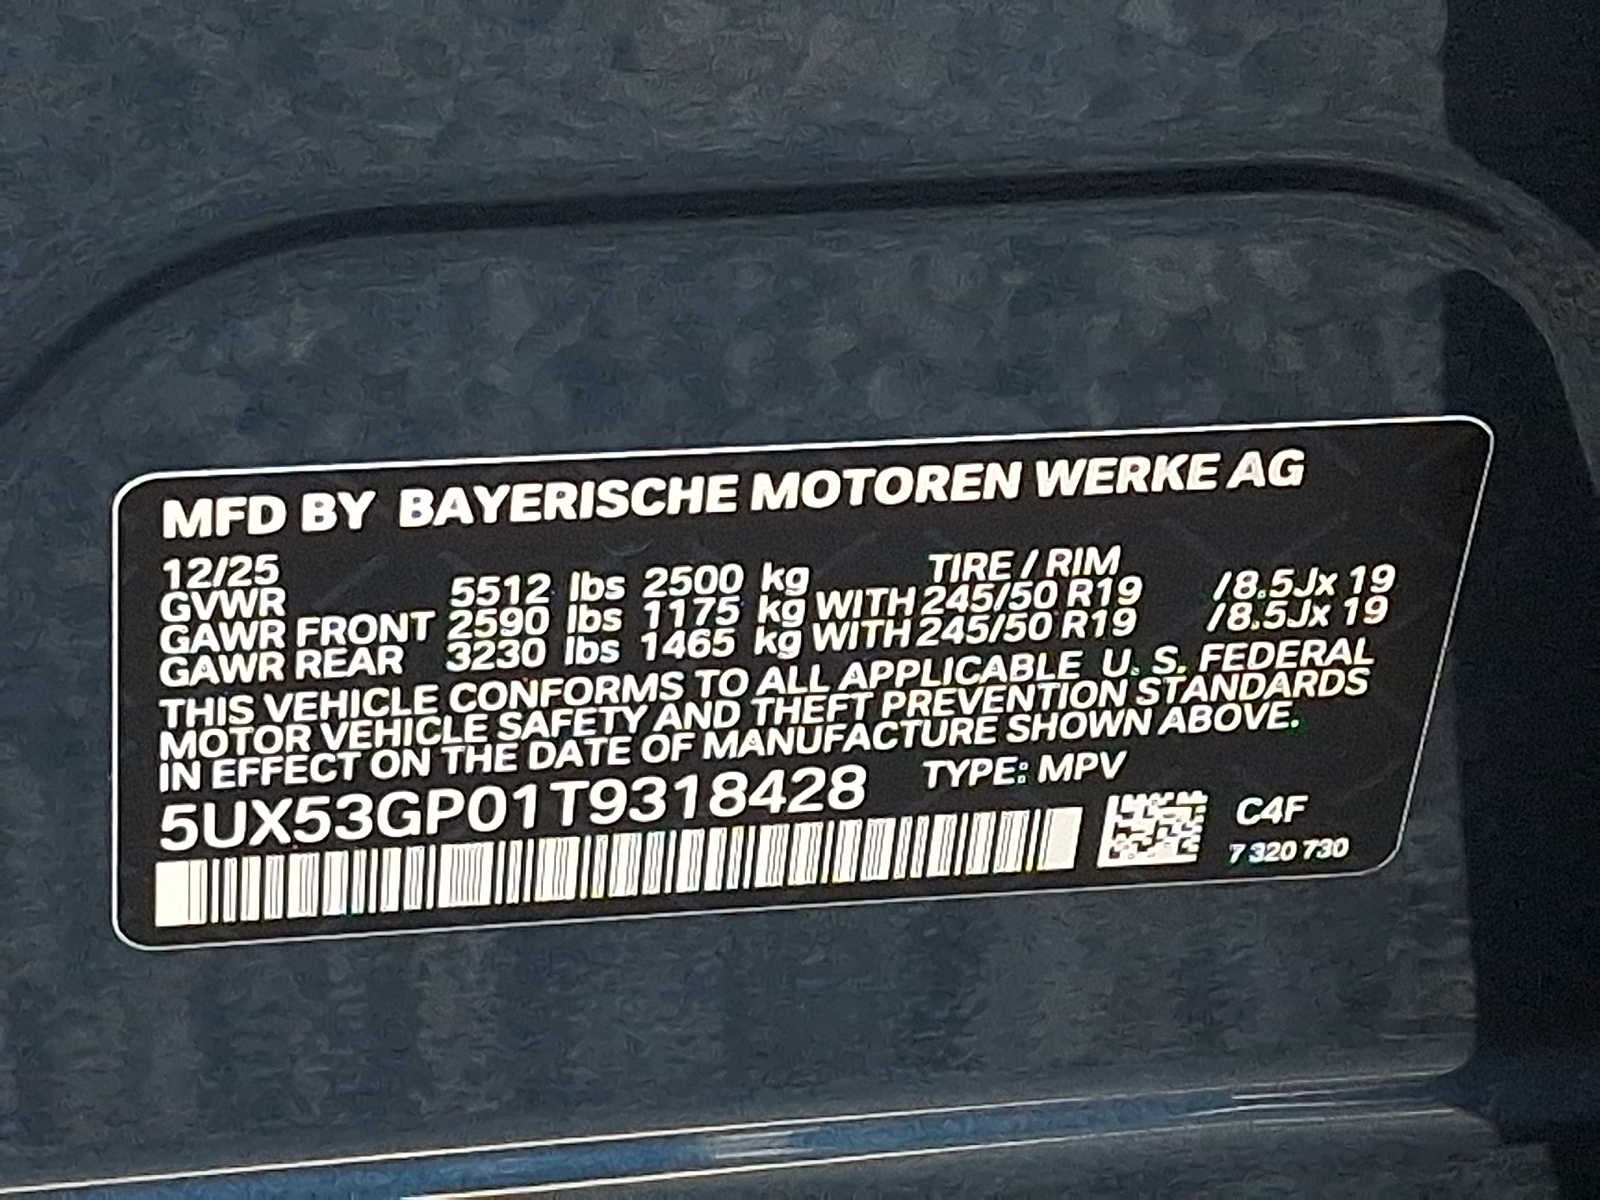 MFD BY BAYERISCHE MOTOREN WERKE AG
12/25 TIRE / RIM
GVWR 5512 lbs 2500 kg
GAWR FRONT 2590 lbs 1175 kg WITH 245/50 R19 /8.5Jx 19
GAWR REAR 3230 lbs 1465 kg WITH 245/50 R19 /8.5Jx 19
THIS VEHICLE CONFORMS TO ALL APPLICABLE U. S. FEDERAL
MOTOR VEHICLE SAFETY AND THEFT PREVENTION STANDARDS
IN EFFECT ON THE DATE OF MANUFACTURE SHOWN ABOVE.
5UX53GP01T9318428 TYPE: MPV
C4F
7 320 730